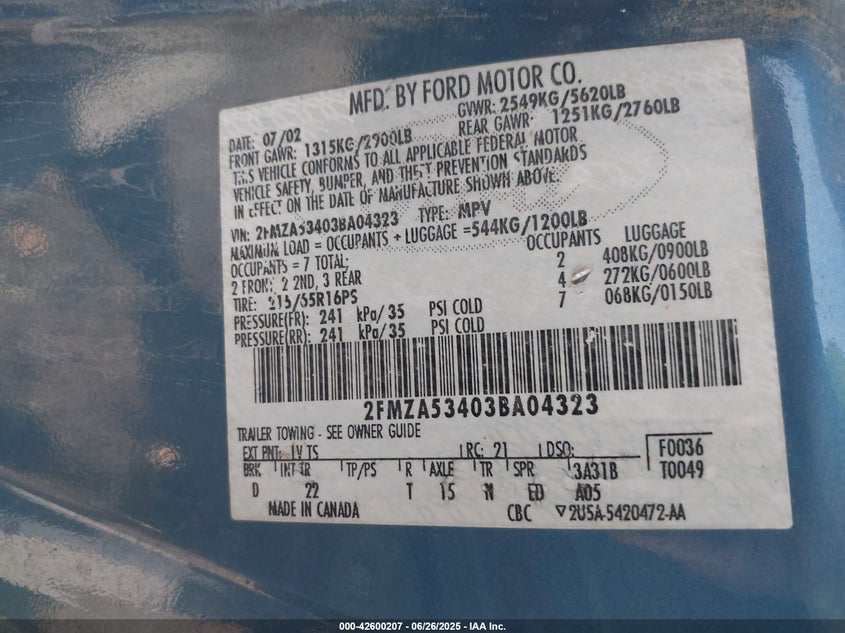 MFD. BY FORD MOTOR CO.
DATE: 07/02 GVWR: 2549KG/5620LB
FRONT GAWR: 1315KG/2900LB REAR GAWR: 1251KG/2760LB
THIS VEHICLE CONFORMS TO ALL APPLICABLE FEDERAL MOTOR
VEHICLE SAFETY, BUMPER, AND THEFT PREVENTION STANDARDS
IN EFFECT ON THE DATE OF MANUFACTURE SHOWN ABOVE.
VIN: 2FMZA53403BA04323 TYPE: MPV
MAXIMUM LOAD = OCCUPANTS + LUGGAGE =544KG/1200LB
OCCUPANTS = 7 TOTAL; OCCUPANTS LUGGAGE
2 FRONT, 2 2ND, 3 REAR 2 408KG/0900LB
TIRE: 215/65R16PS 4 272KG/0600LB
PRESSURE(FR): 241 kPa/35 PSI COLD 7 068KG/0150LB
PRESSURE(RR): 241 kPa/35 PSI COLD
2FMZA53403BA04323
TRAILER TOWING - SEE OWNER GUIDE
EXT PNT: LV TS RC: 21 DSO: F0036
BRK INT TR TP/PS R AXLE TR SPR 3A31B T0049
D 22 T 15 N ED A05
MADE IN CANADA CBC ▽2U5A-5420472-AA
000-42600207 - 06/26/2025 - IAA Inc.